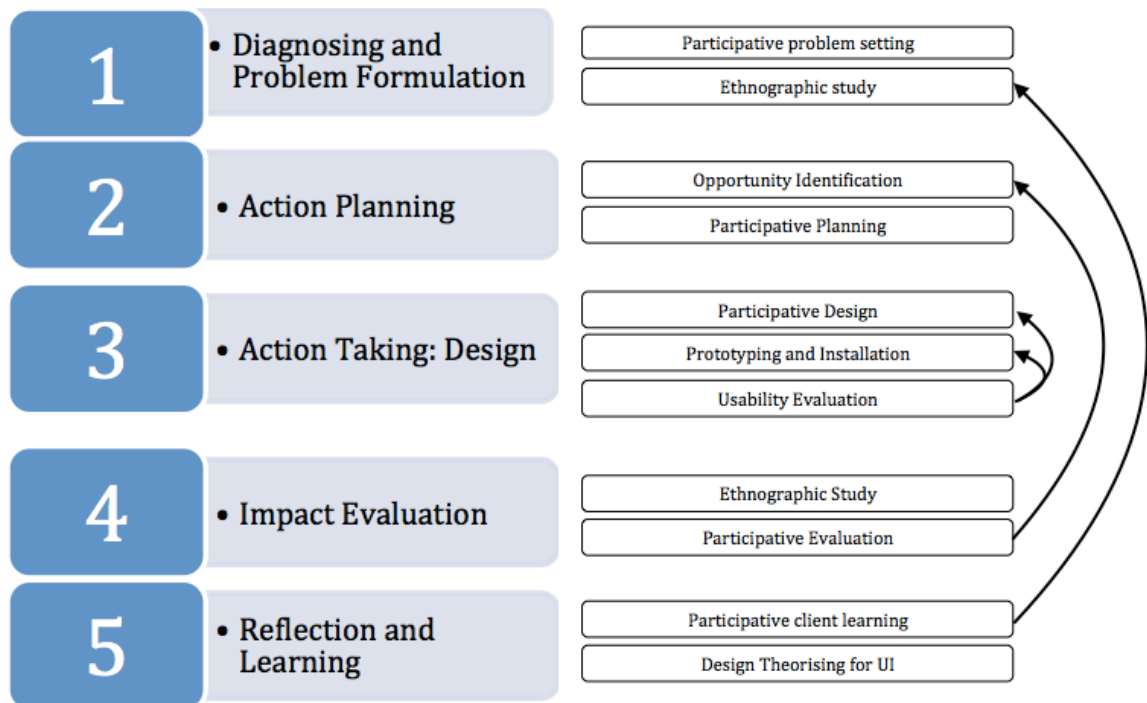 1
• Diagnosing and
Problem Formulation
Participative problem setting
Ethnographic study
2
• Action Planning
Opportunity Identification
Participative Planning
3
• Action Taking: Design
Participative Design
Prototyping and Installation
Usability Evaluation
4
• Impact Evaluation
Ethnographic Study
Participative Evaluation
5
• Reflection and
Learning
Participative client learning
Design Theorising for UI